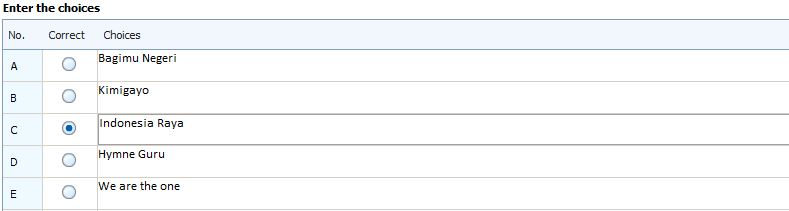 Enter the choices
No. Correct Choices
A Bagimu Negeri
B Kimigayo
C Indonesia Raya
D Hymne Guru
E We are the one